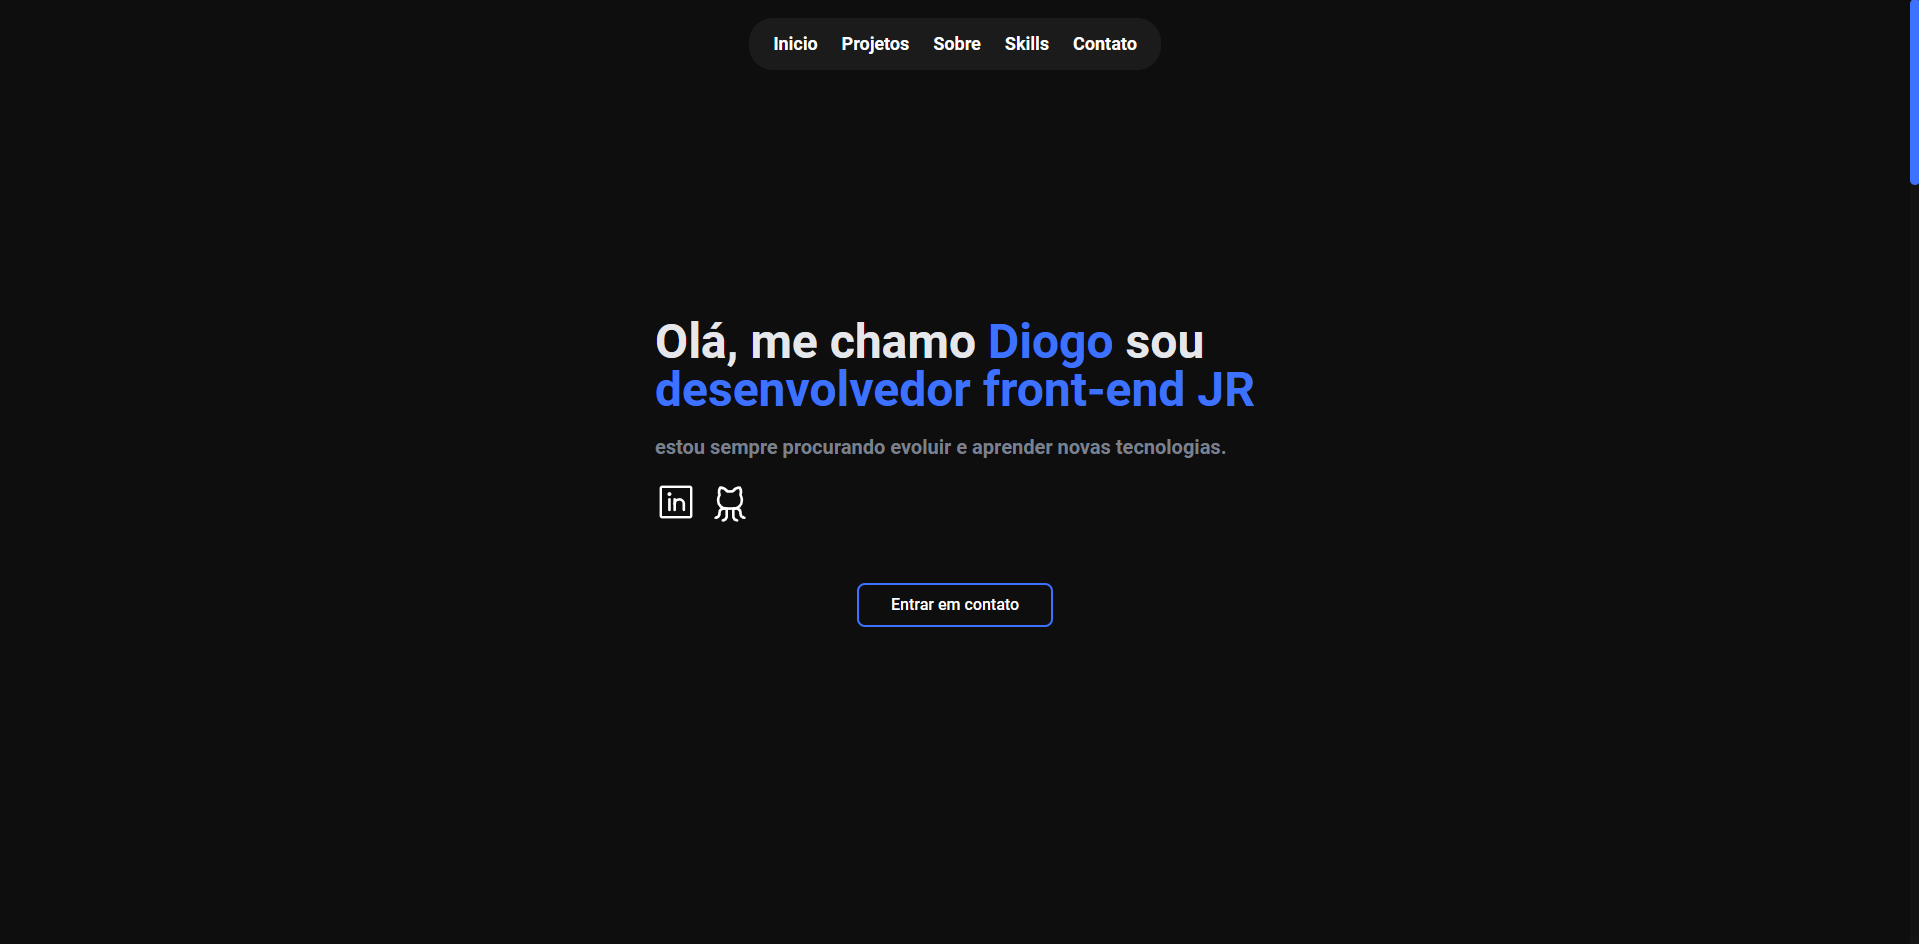 Inicio Projetos Sobre Skills Contato
Olá, me chamo Diogo sou
desenvolvedor front-end JR
estou sempre procurando evoluir e aprender novas tecnologias.
in
Entrar em contato